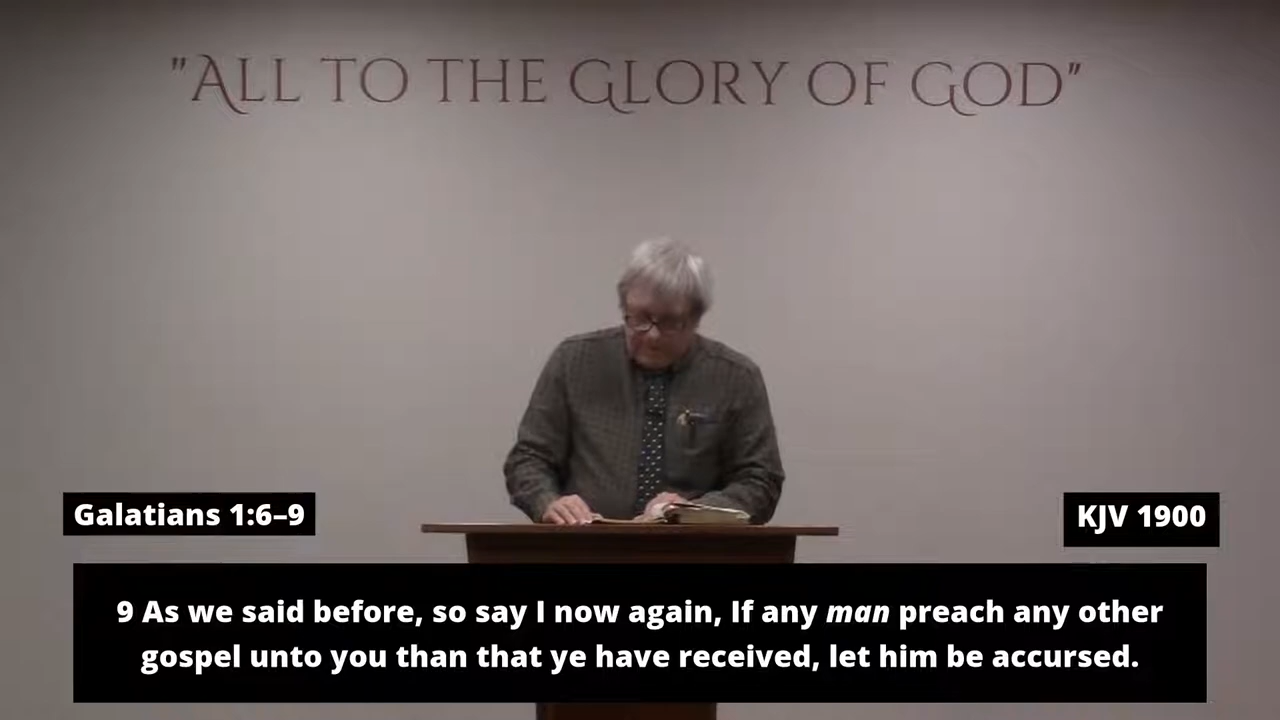 "ALL TO THE GLORY OF GOD"
Galatians 1:6–9
KJV 1900
9 As we said before, so say I now again, If any man preach any other
gospel unto you than that ye have received, let him be accursed.